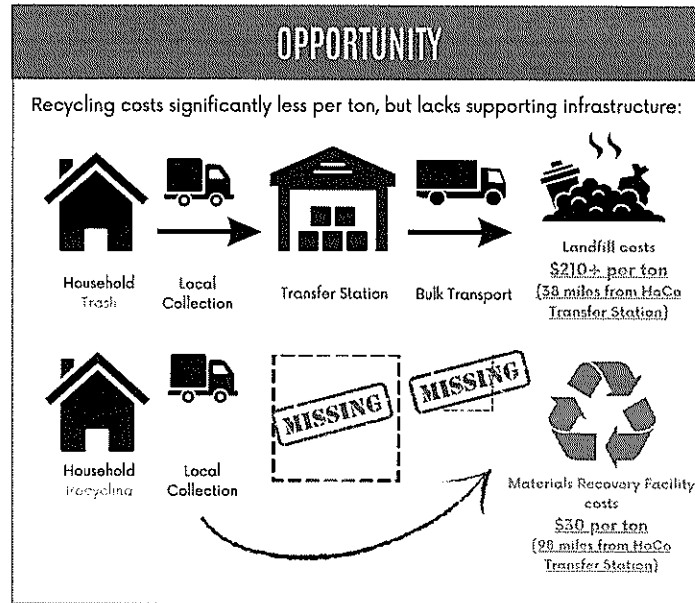 OPPORTUNITY
Recycling costs significantly less per ton, but lacks supporting infrastructure:
Household
Trash
Local
Collection
Transfer Station
Bulk Transport
Landfill costs
$210+ per ton
(38 miles from HoCo
Transfer Station)
MISSING
MISSING
Household
Recycling
Local
Collection
Materials Recovery Facility
costs
$30 per ton
(98 miles from HoCo
Transfer Station)